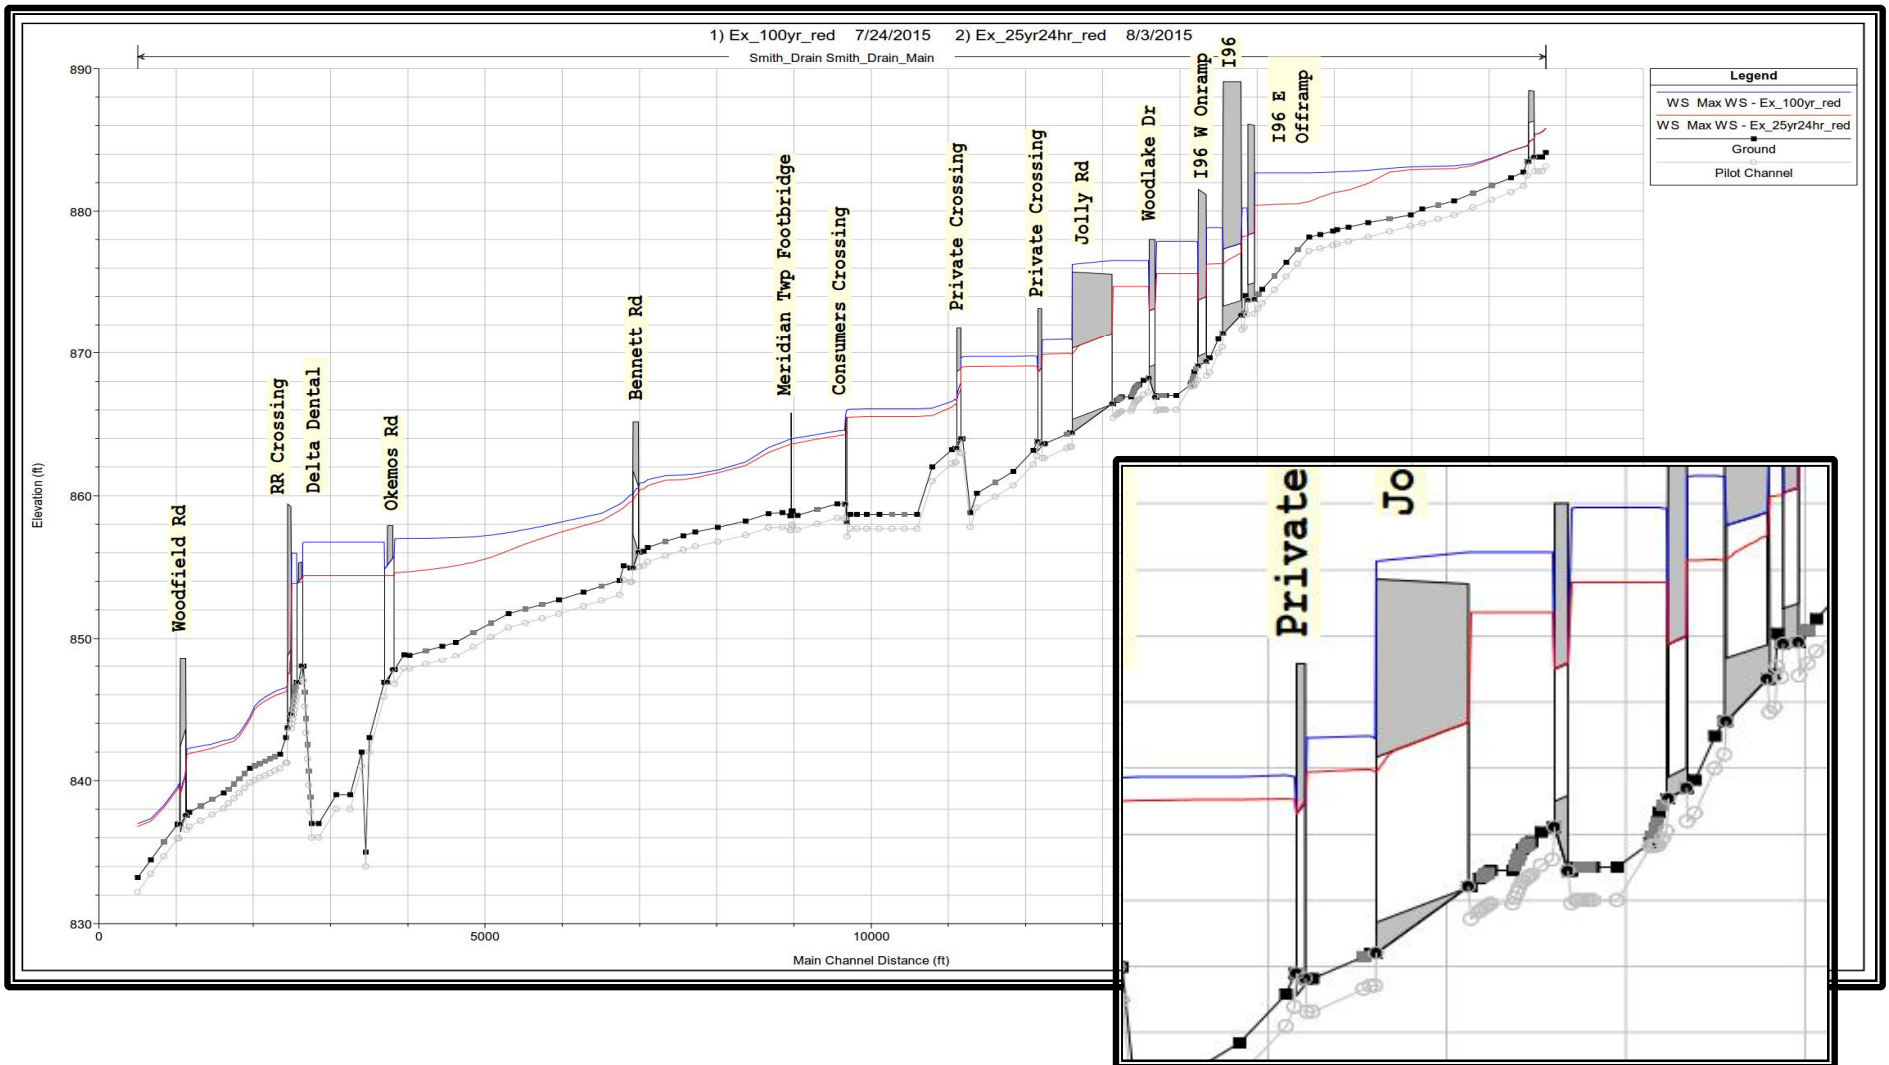 1) Ex_100yr_red 7/24/2015 2) Ex_25yr24hr_red 8/3/2015
Smith_Drain Smith_Drain_Main
Legend
WS Max WS - Ex_100yr_red
WS Max WS - Ex_25yr24hr_red
Ground
Pilot Channel
Elevation (ft)
890
880
870
860
850
840
830
Woodfield Rd
RR Crossing
Delta Dental
Okemos Rd
Bennett Rd
Meridian Twp Footbridge
Consumers Crossing
Private Crossing
Private Crossing
Jolly Rd
Woodlake Dr
I96 W Onramp
I96
I96 E
Offramp
0
5000
10000
Main Channel Distance (ft)
Private
Jo